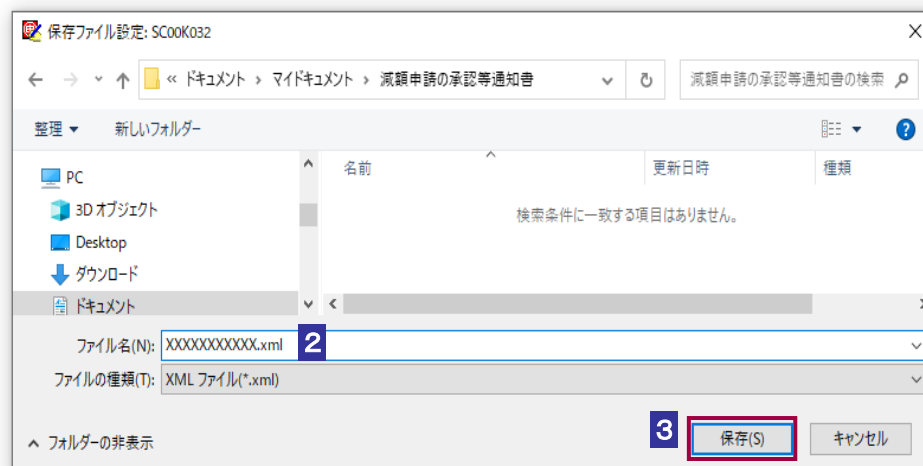 保存ファイル設定: SC00K032
« ドキュメント › マイドキュメント › 減額申請の承認等通知書
減額申請の承認等通知書の検索
整理
新しいフォルダー
名前
更新日時
種類
検索条件に一致する項目はありません。
PC
3D オブジェクト
Desktop
ダウンロード
ドキュメント
ファイル名(N): XXXXXXXXXXX.xml 2
ファイルの種類(T): XML ファイル(*.xml)
フォルダーの非表示
3 保存(S) キャンセル